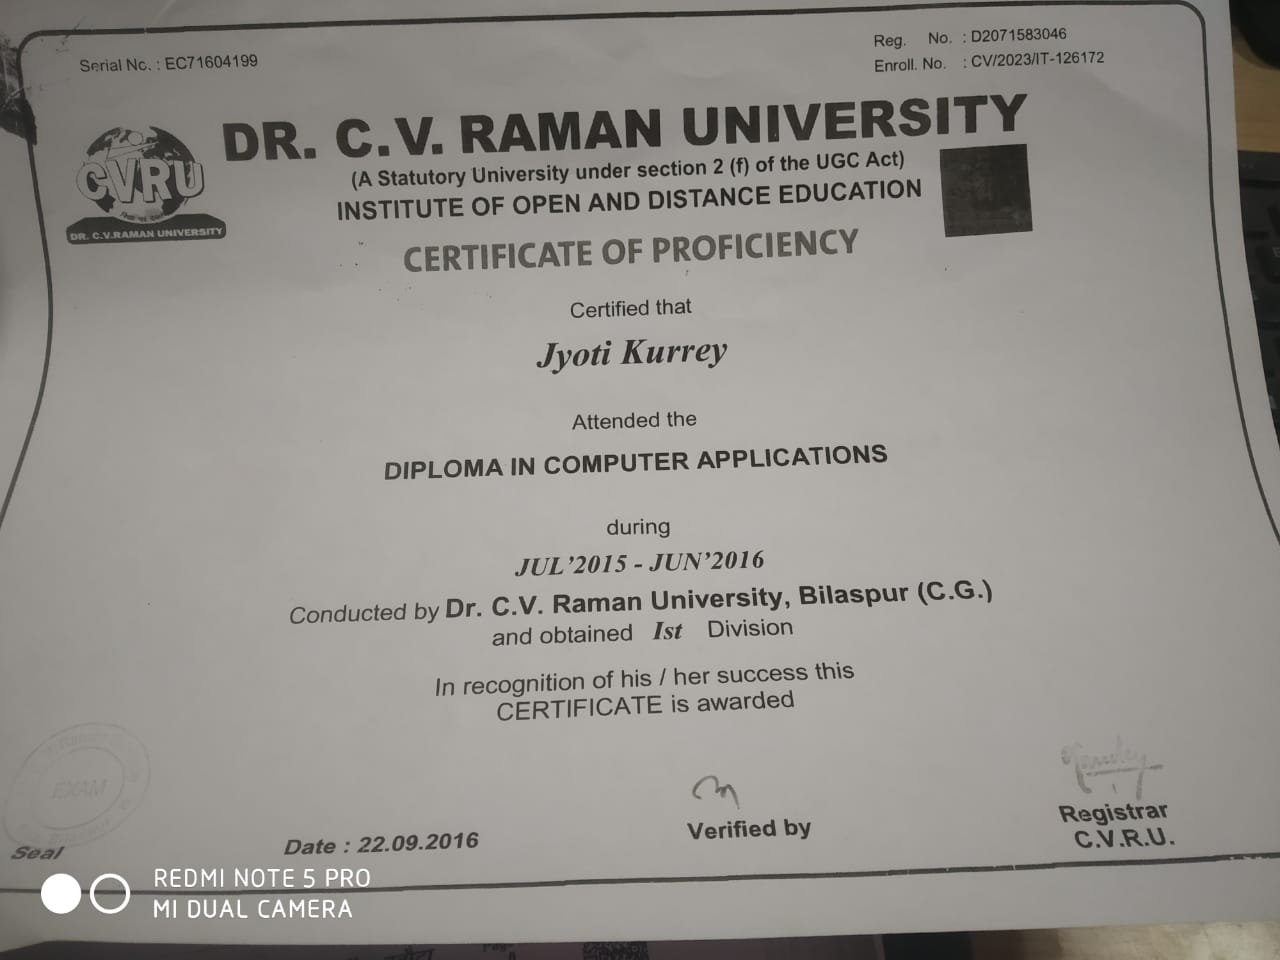 Serial No. : EC71604199
Reg. No. : D2071583046
Enroll. No. : CV/2023/IT-126172
CVRU
DR. C.V.RAMAN UNIVERSITY
DR. C.V. RAMAN UNIVERSITY
(A Statutory University under section 2 (f) of the UGC Act)
INSTITUTE OF OPEN AND DISTANCE EDUCATION
CERTIFICATE OF PROFICIENCY
Certified that
Jyoti Kurrey
Attended the
DIPLOMA IN COMPUTER APPLICATIONS
during
JUL'2015 - JUN'2016
Conducted by Dr. C.V. Raman University, Bilaspur (C.G.)
and obtained Ist Division
In recognition of his / her success this
CERTIFICATE is awarded
EXAM
Seal
Date : 22.09.2016
Verified by
Registrar
C.V.R.U.
REDMI NOTE 5 PRO
MI DUAL CAMERA